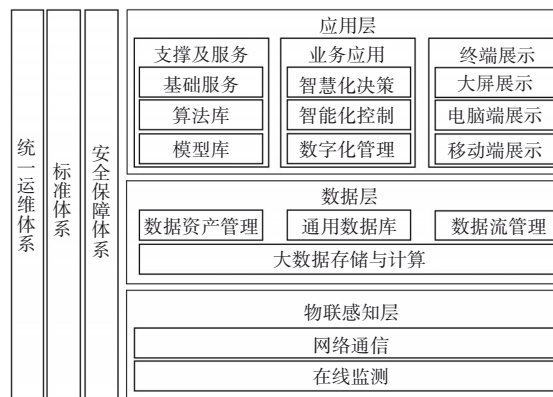 统一运维体系
标准体系
安全保障体系
应用层
支撑及服务
基础服务
算法库
模型库
业务应用
智慧化决策
智能化控制
数字化管理
终端展示
大屏展示
电脑端展示
移动端展示
数据层
数据资产管理
通用数据库
数据流管理
大数据存储与计算
物联感知层
网络通信
在线监测